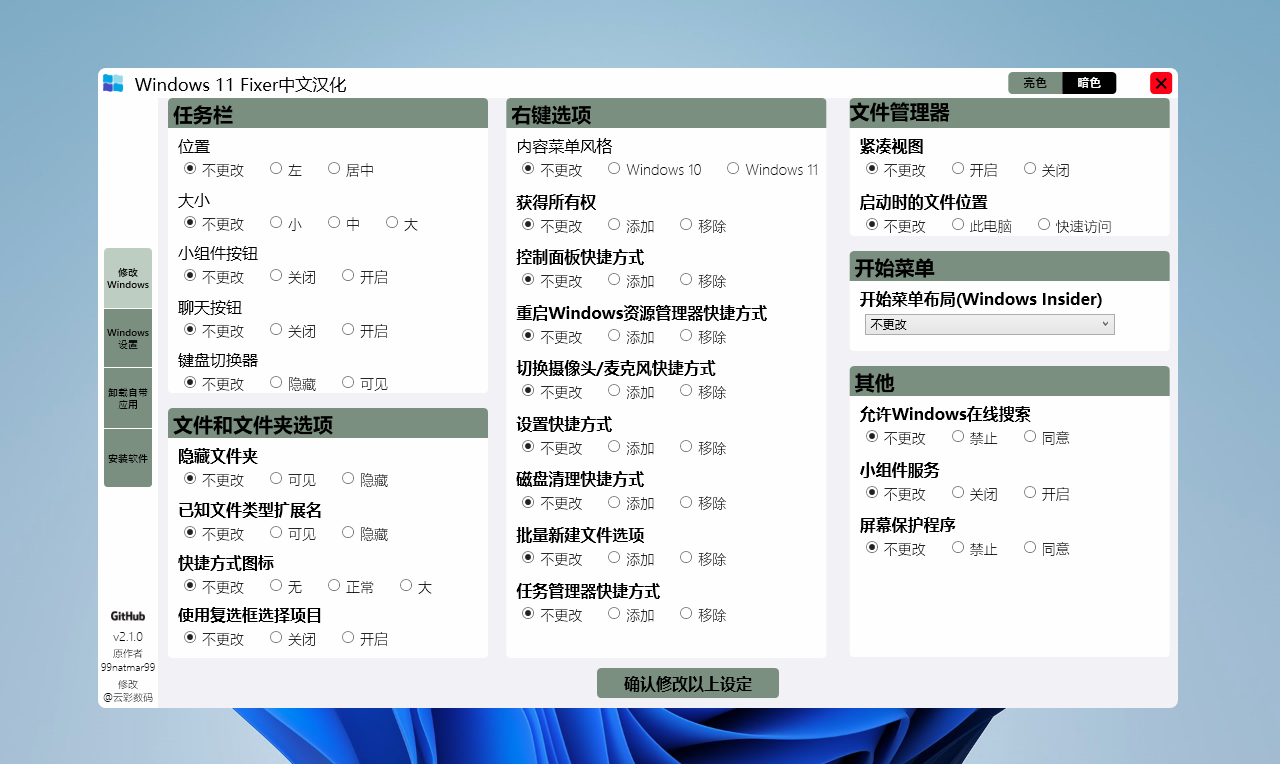 Windows 11 Fixer中文汉化
亮色 暗色
修改
Windows
Windows
设置
卸载自带
应用
安装软件
GitHub
v2.1.0
原作者
99natmar99
修改
@云彩数码
任务栏
位置
不更改 左 居中
大小
不更改 小 中 大
小组件按钮
不更改 关闭 开启
聊天按钮
不更改 关闭 开启
键盘切换器
不更改 隐藏 可见
文件和文件夹选项
隐藏文件夹
不更改 可见 隐藏
已知文件类型扩展名
不更改 可见 隐藏
快捷方式图标
不更改 无 正常 大
使用复选框选择项目
不更改 关闭 开启
右键选项
内容菜单风格
不更改 Windows 10 Windows 11
获得所有权
不更改 添加 移除
控制面板快捷方式
不更改 添加 移除
重启Windows资源管理器快捷方式
不更改 添加 移除
切换摄像头/麦克风快捷方式
不更改 添加 移除
设置快捷方式
不更改 添加 移除
磁盘清理快捷方式
不更改 添加 移除
批量新建文件选项
不更改 添加 移除
任务管理器快捷方式
不更改 添加 移除
文件管理器
紧凑视图
不更改 开启 关闭
启动时的文件位置
不更改 此电脑 快速访问
开始菜单
开始菜单布局(Windows Insider)
不更改
其他
允许Windows在线搜索
不更改 禁止 同意
小组件服务
不更改 关闭 开启
屏幕保护程序
不更改 禁止 同意
确认修改以上设定